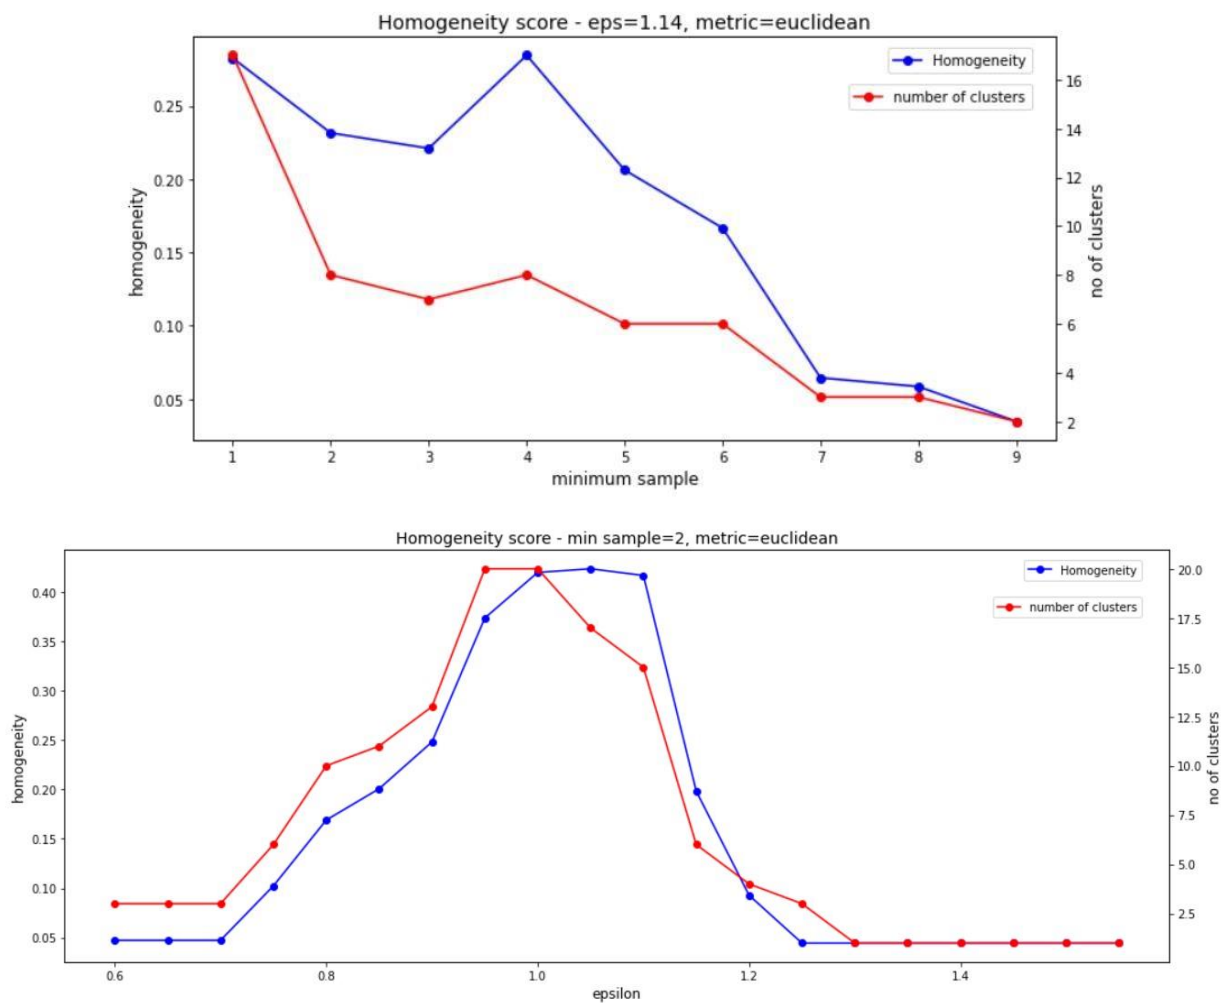 Homogeneity score - eps=1.14, metric=euclidean
Homogeneity
number of clusters
homogeneity
0.25
0.20
0.15
0.10
0.05
16
14
12
10
8
6
4
2
no of clusters
1 2 3 4 5 6 7 8 9
minimum sample
Homogeneity score - min sample=2, metric=euclidean
Homogeneity
number of clusters
homogeneity
0.40
0.35
0.30
0.25
0.20
0.15
0.10
0.05
20.0
17.5
15.0
12.5
10.0
7.5
5.0
2.5
no of clusters
0.6 0.8 1.0 1.2 1.4
epsilon